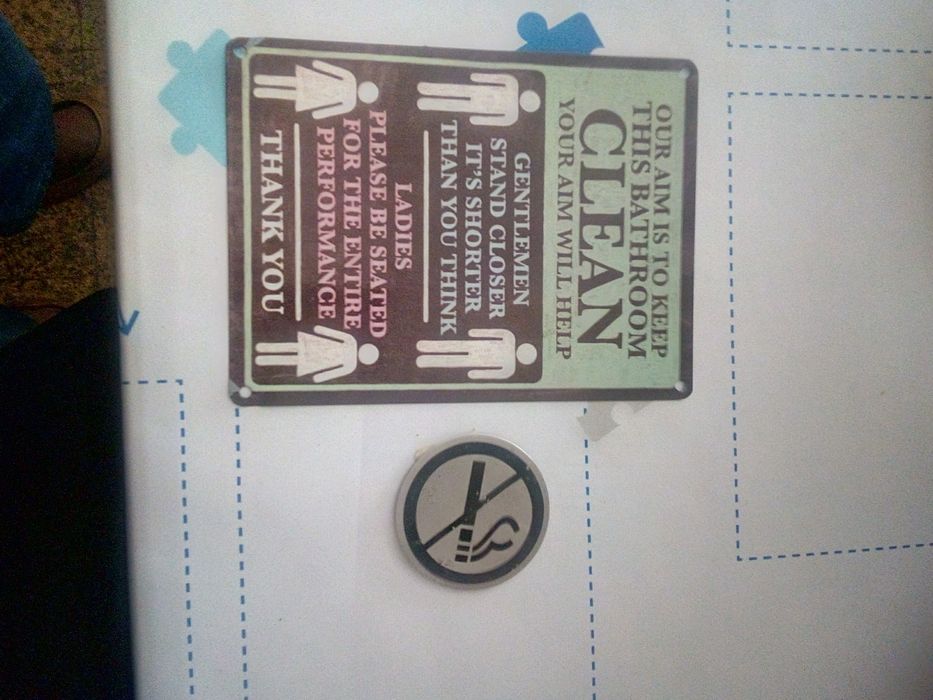 OUR AIM IS TO KEEP
THIS BATHROOM
CLEAN
YOUR AIM WILL HELP
GENTLEMEN
STAND CLOSER
IT'S SHORTER
THAN YOU THINK
LADIES
PLEASE BE SEATED
FOR THE ENTIRE
PERFORMANCE
THANK YOU